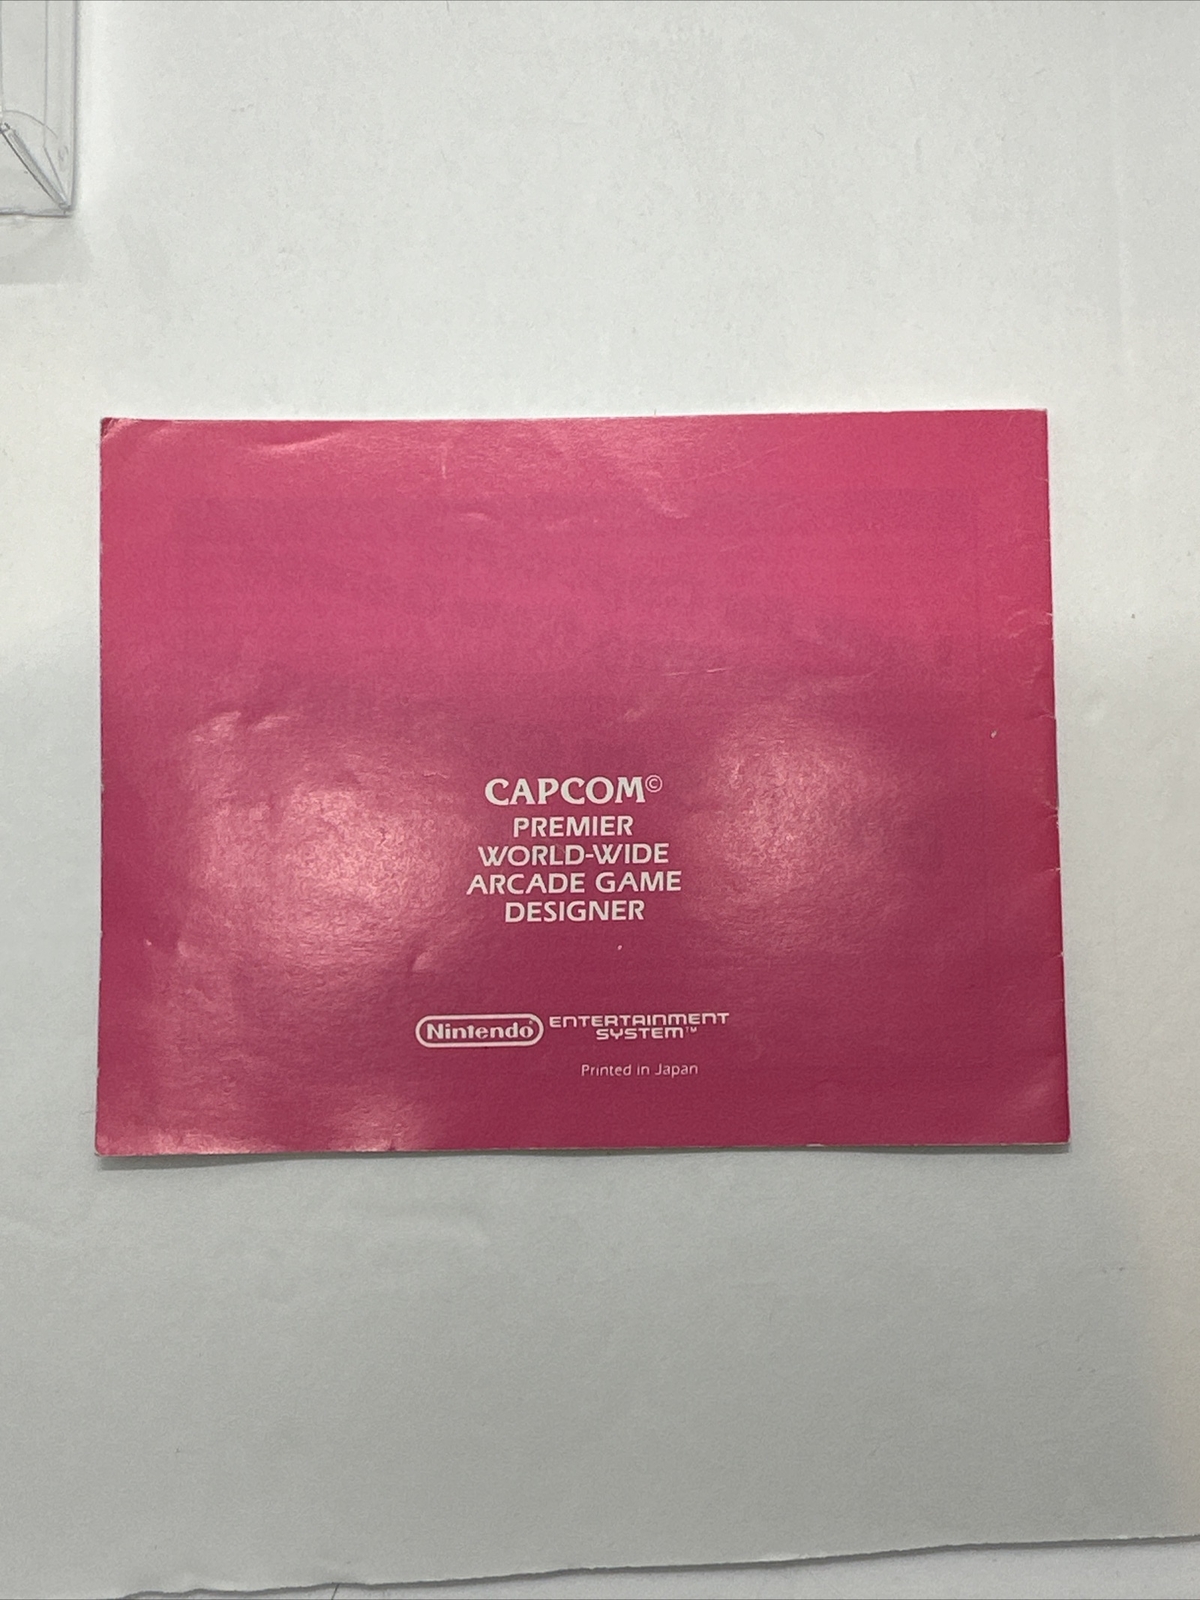 CAPCOM©
PREMIER
WORLD-WIDE
ARCADE GAME
DESIGNER
Nintendo® ENTERTAINMENT
SYSTEM™
Printed in Japan